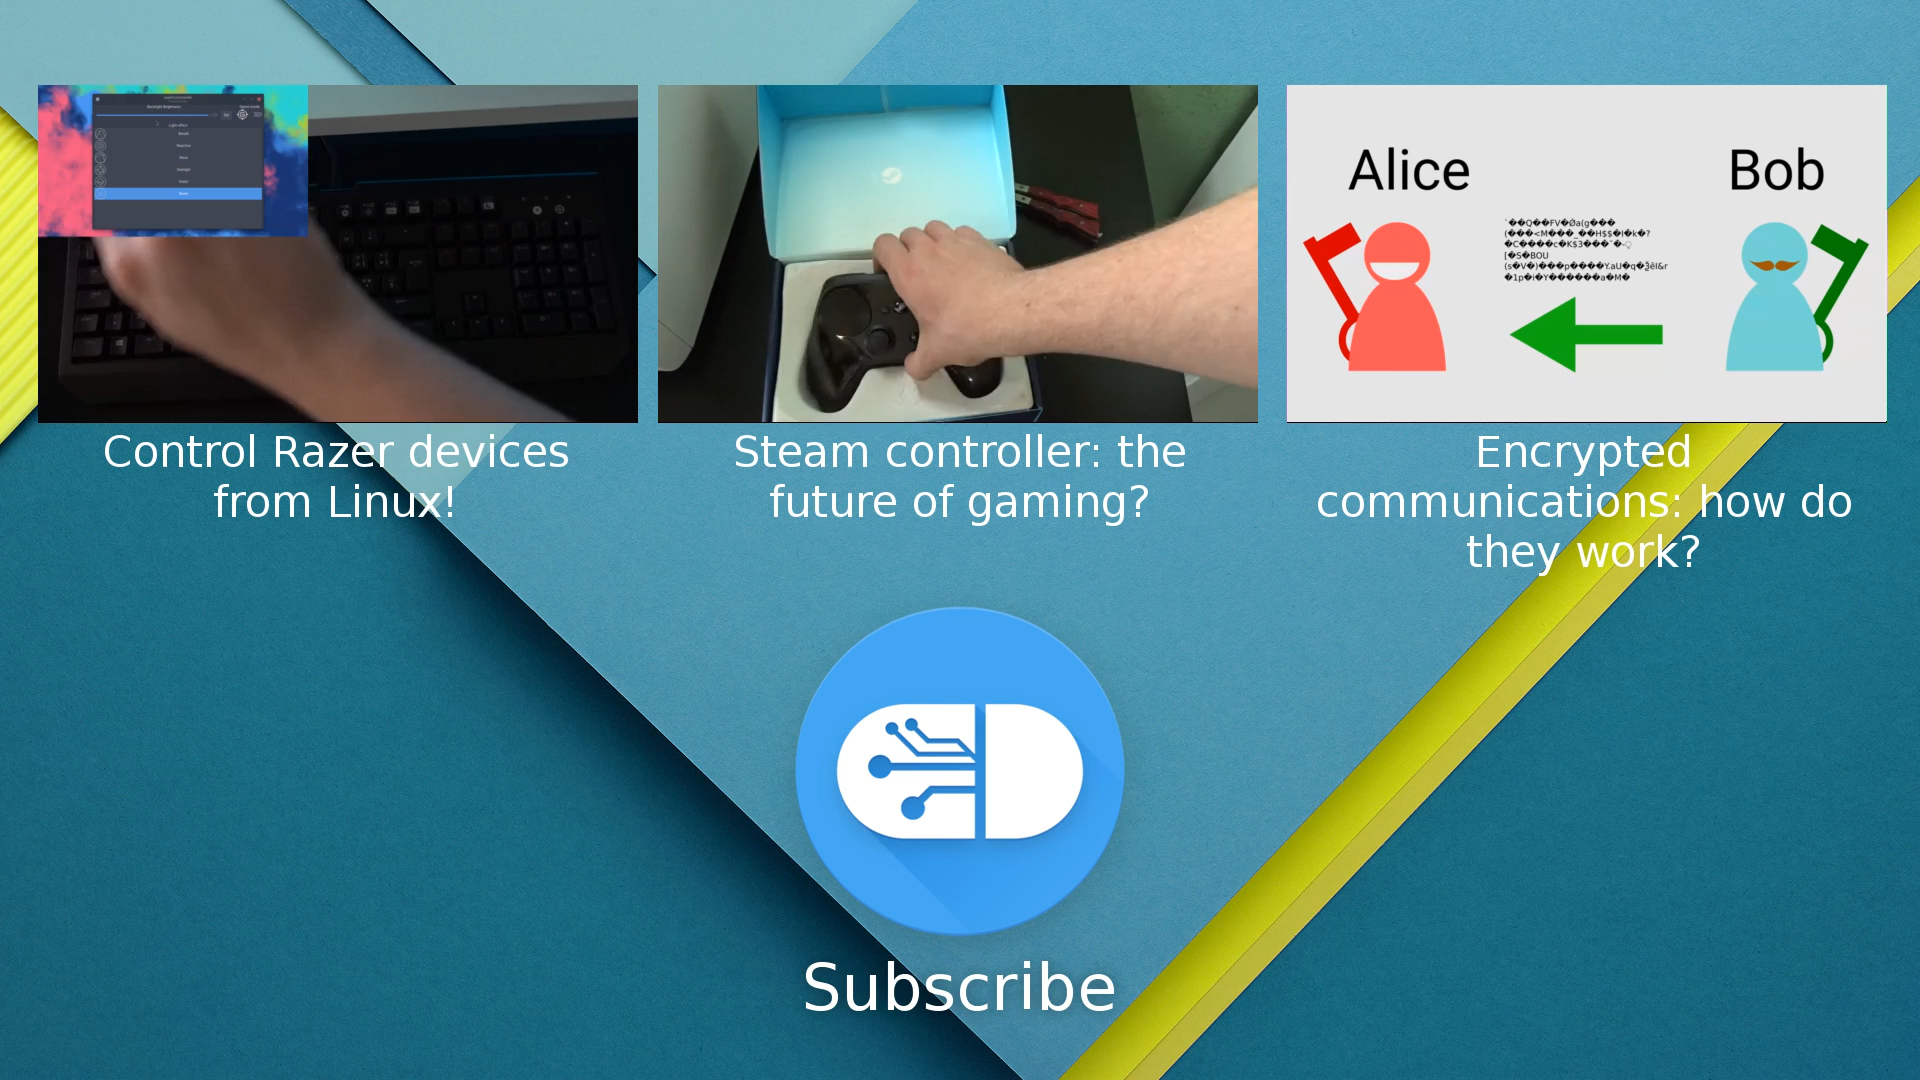 Alice
Bob
Control Razer devices
from Linux!
Steam controller: the
future of gaming?
Encrypted
communications: how do
they work?
Subscribe